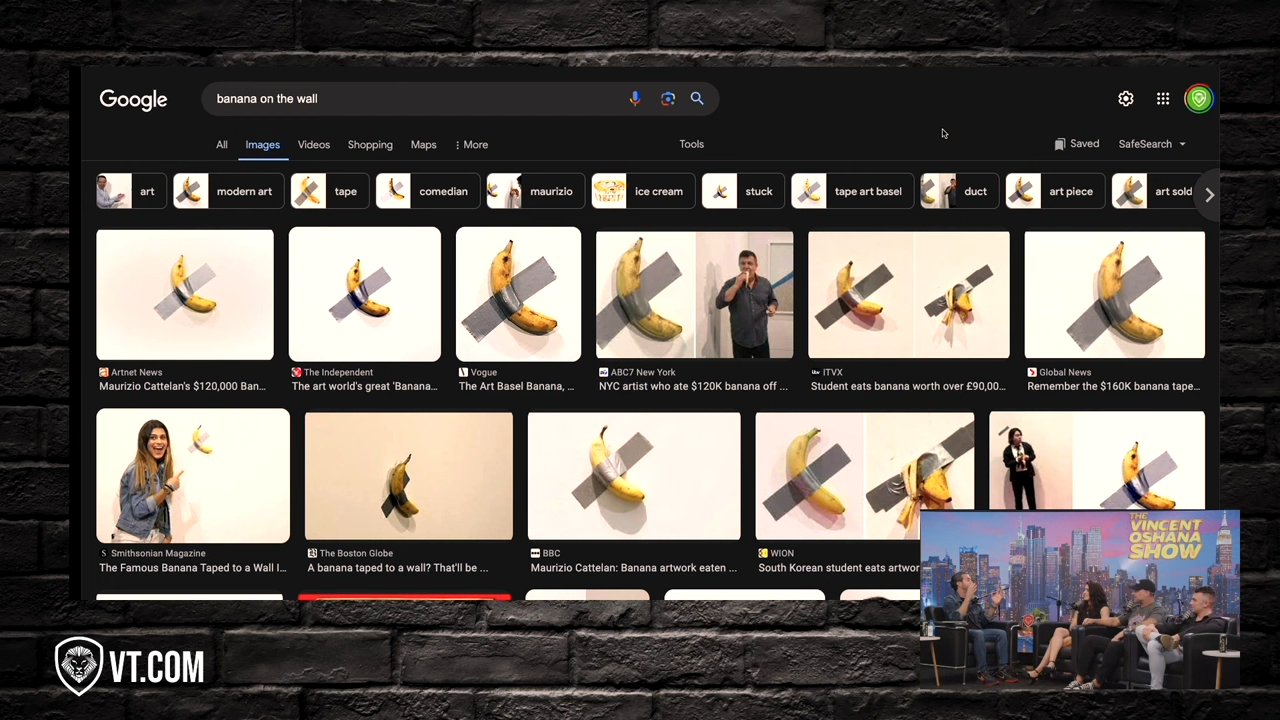 Google
banana on the wall
All
Images
Videos
Shopping
Maps
More
Tools
Saved
SafeSearch
art
modern art
tape
comedian
maurizio
ice cream
stuck
tape art basel
duct
art piece
art sold
Artnet News
Maurizio Cattelan's $120,000 Ban...
The Independent
The art world's great 'Banana...
Vogue
The Art Basel Banana, ...
ABC7 New York
NYC artist who ate $120K banana off ...
ITVX
Student eats banana worth over £90,00...
Global News
Remember the $160K banana tape...
Smithsonian Magazine
The Famous Banana Taped to a Wall I...
The Boston Globe
A banana taped to a wall? That'll be ...
BBC
Maurizio Cattelan: Banana artwork eaten ...
WION
South Korean student eats artwor
THE
VINCENT
OSHANA
SHOW
VT.COM